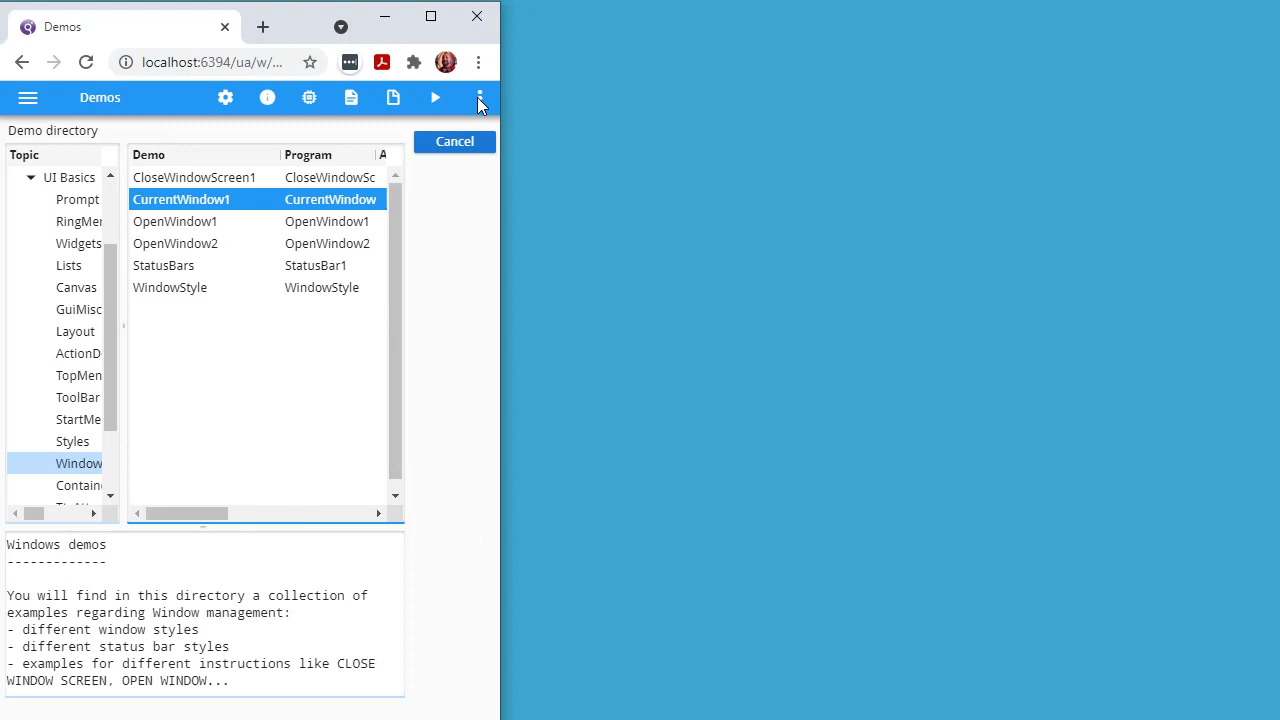 Demos
localhost:6394/ua/w/...
Demos
Demo directory
Cancel
Topic
Demo Program A
UI Basics
Prompt
RingMer
Widgets
Lists
Canvas
GuiMisc
Layout
ActionD
TopMen
ToolBar
StartMe
Styles
Window
Contain
CloseWindowScreen1 CloseWindowSc
CurrentWindow1 CurrentWindow
OpenWindow1 OpenWindow1
OpenWindow2 OpenWindow2
StatusBars StatusBar1
WindowStyle WindowStyle
Windows demos
-------------
You will find in this directory a collection of
examples regarding Window management:
- different window styles
- different status bar styles
- examples for different instructions like CLOSE
WINDOW SCREEN, OPEN WINDOW...